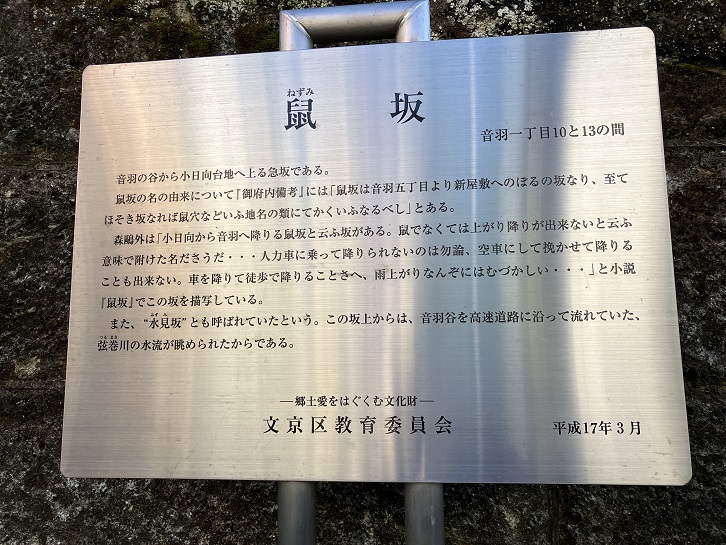 ねずみ
鼠坂
音羽一丁目10と13の間
音羽の谷から小日向台地へ上る急坂である。
鼠坂の名の由来について『御府内備考』には「鼠坂は音羽五丁目より新屋敷へのぼるの坂なり、至て
ほそき坂なれば鼠穴などいふ地名の類にてかくいふなるべし」とある。
森鷗外は「小日向から音羽へ降りる鼠坂と云ふ坂がある。鼠でなくては上がり降りが出来ないと云ふ
意味で附けた名ださうだ・・・人力車に乗って降りられないのは勿論、空車にして挽かせて降りる
ことも出来ない。車を降りて徒歩で降りることさへ、雨上がりなんぞにはむづかしい・・・」と小説
『鼠坂』でこの坂を描写している。
また、“水見坂”とも呼ばれていたという。この坂上からは、音羽谷を高速道路に沿って流れていた、
弦巻川の水流が眺められたからである。
―郷土愛をはぐくむ文化財―
文京区教育委員会
平成17年3月